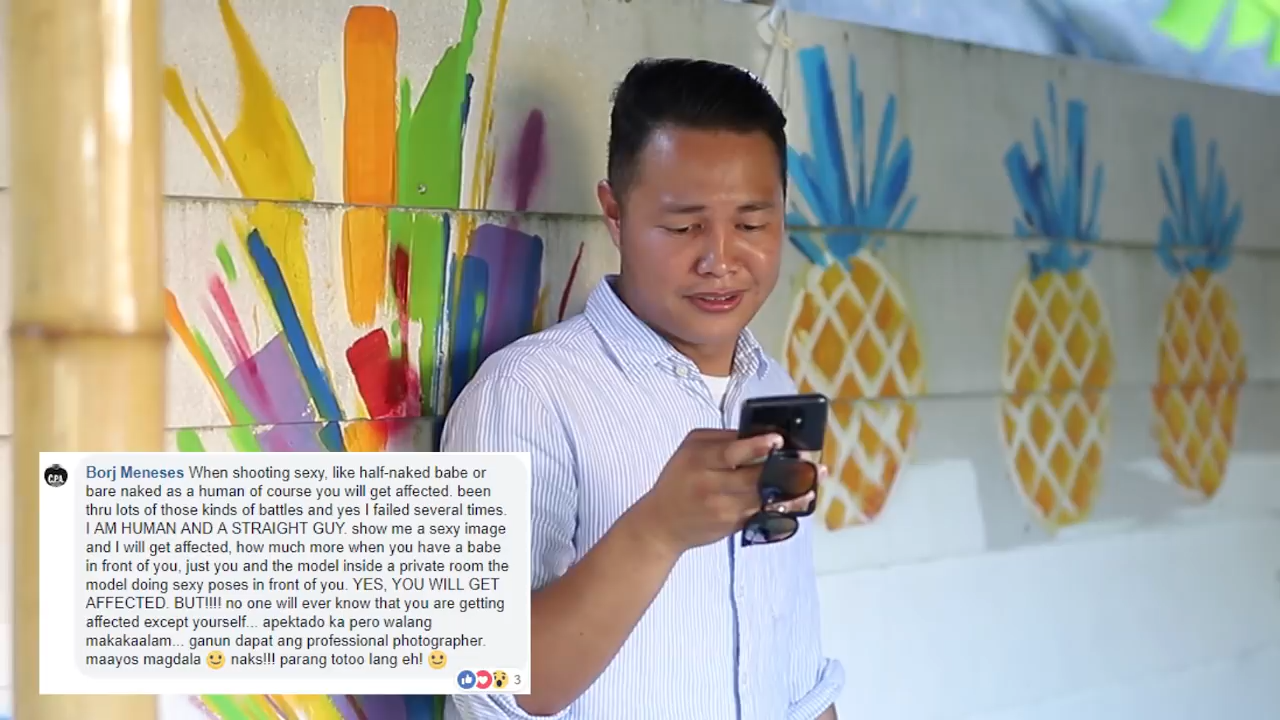 C.P.A.
Borj Meneses When shooting sexy, like half-naked babe or
bare naked as a human of course you will get affected. been
thru lots of those kinds of battles and yes I failed several times.
I AM HUMAN AND A STRAIGHT GUY. show me a sexy image
and I will get affected, how much more when you have a babe
in front of you, just you and the model inside a private room the
model doing sexy poses in front of you. YES, YOU WILL GET
AFFECTED. BUT!!!! no one will ever know that you are getting
affected except yourself... apektado ka pero walang
makakaalam... ganun dapat ang professional photographer.
maayos magdala 🙂 naks!!! parang totoo lang eh! 🙂
3